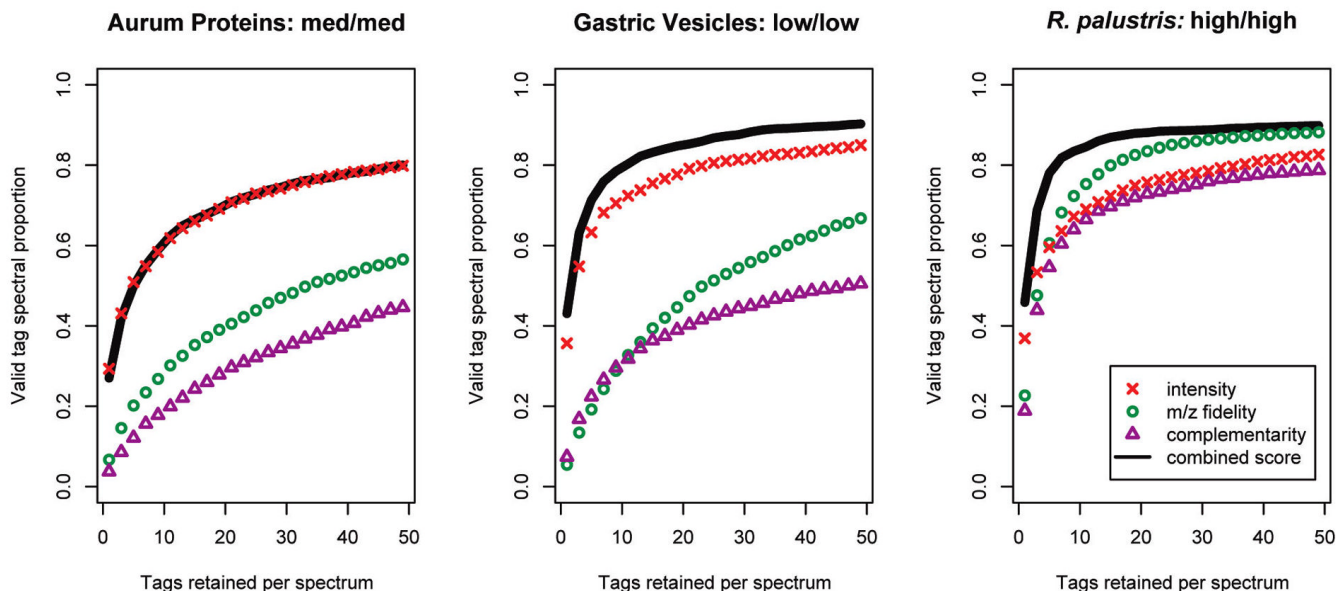 Aurum Proteins: med/med
Valid tag spectral proportion
1.0
0.8
0.6
0.4
0.2
0.0
0 10 20 30 40 50
Tags retained per spectrum
Gastric Vesicles: low/low
Valid tag spectral proportion
1.0
0.8
0.6
0.4
0.2
0.0
0 10 20 30 40 50
Tags retained per spectrum
R. palustris: high/high
Valid tag spectral proportion
1.0
0.8
0.6
0.4
0.2
0.0
intensity
m/z fidelity
complementarity
combined score
0 10 20 30 40 50
Tags retained per spectrum